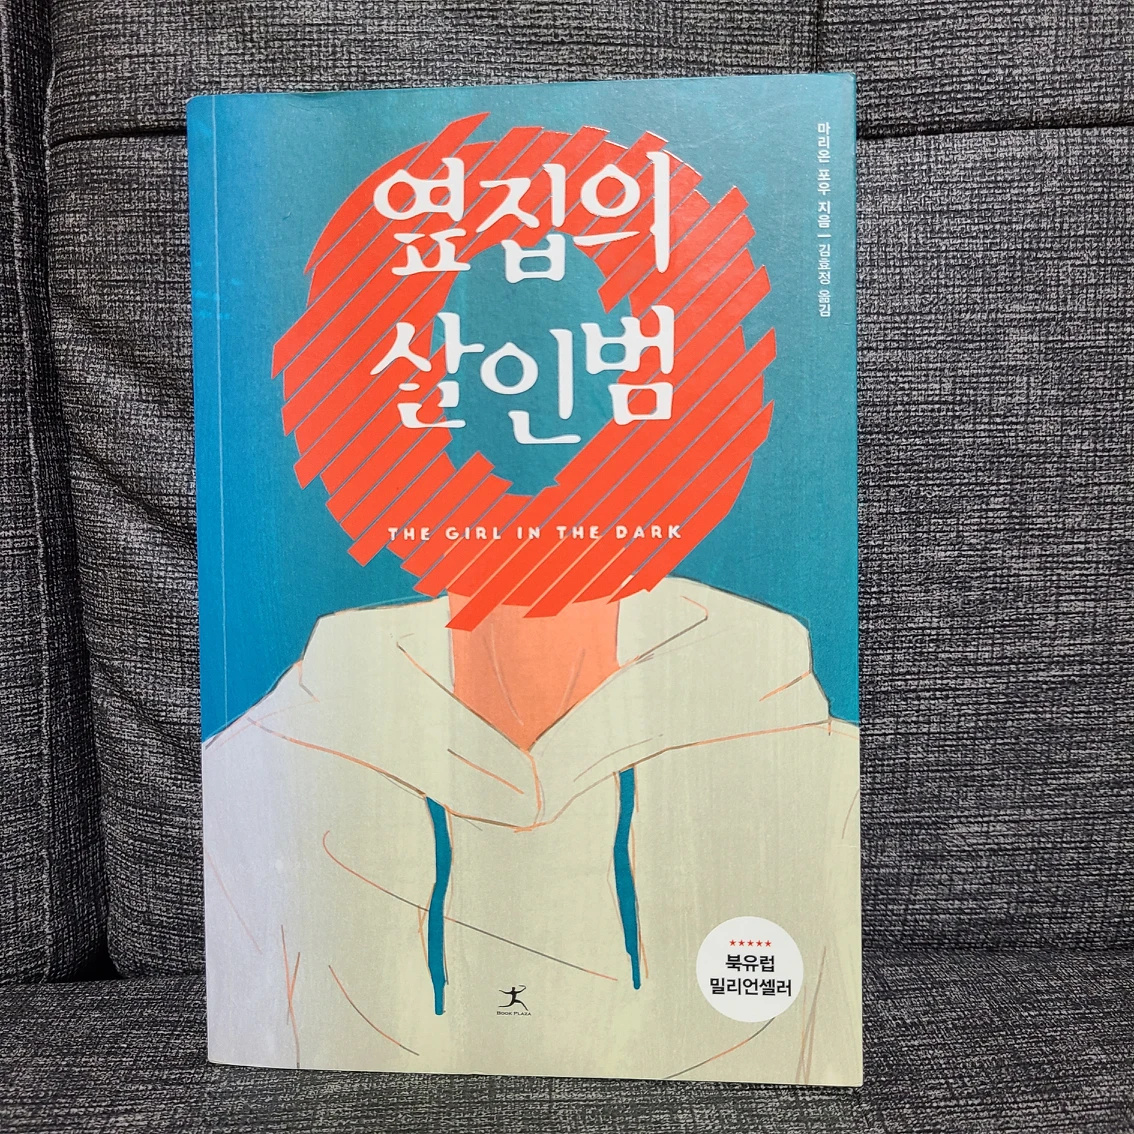 옆집의
살인범
THE GIRL IN THE DARK
마리온 포우 지음 | 김효정 옮김
★★★★★
북유럽
밀리언셀러
BOOK PLAZA